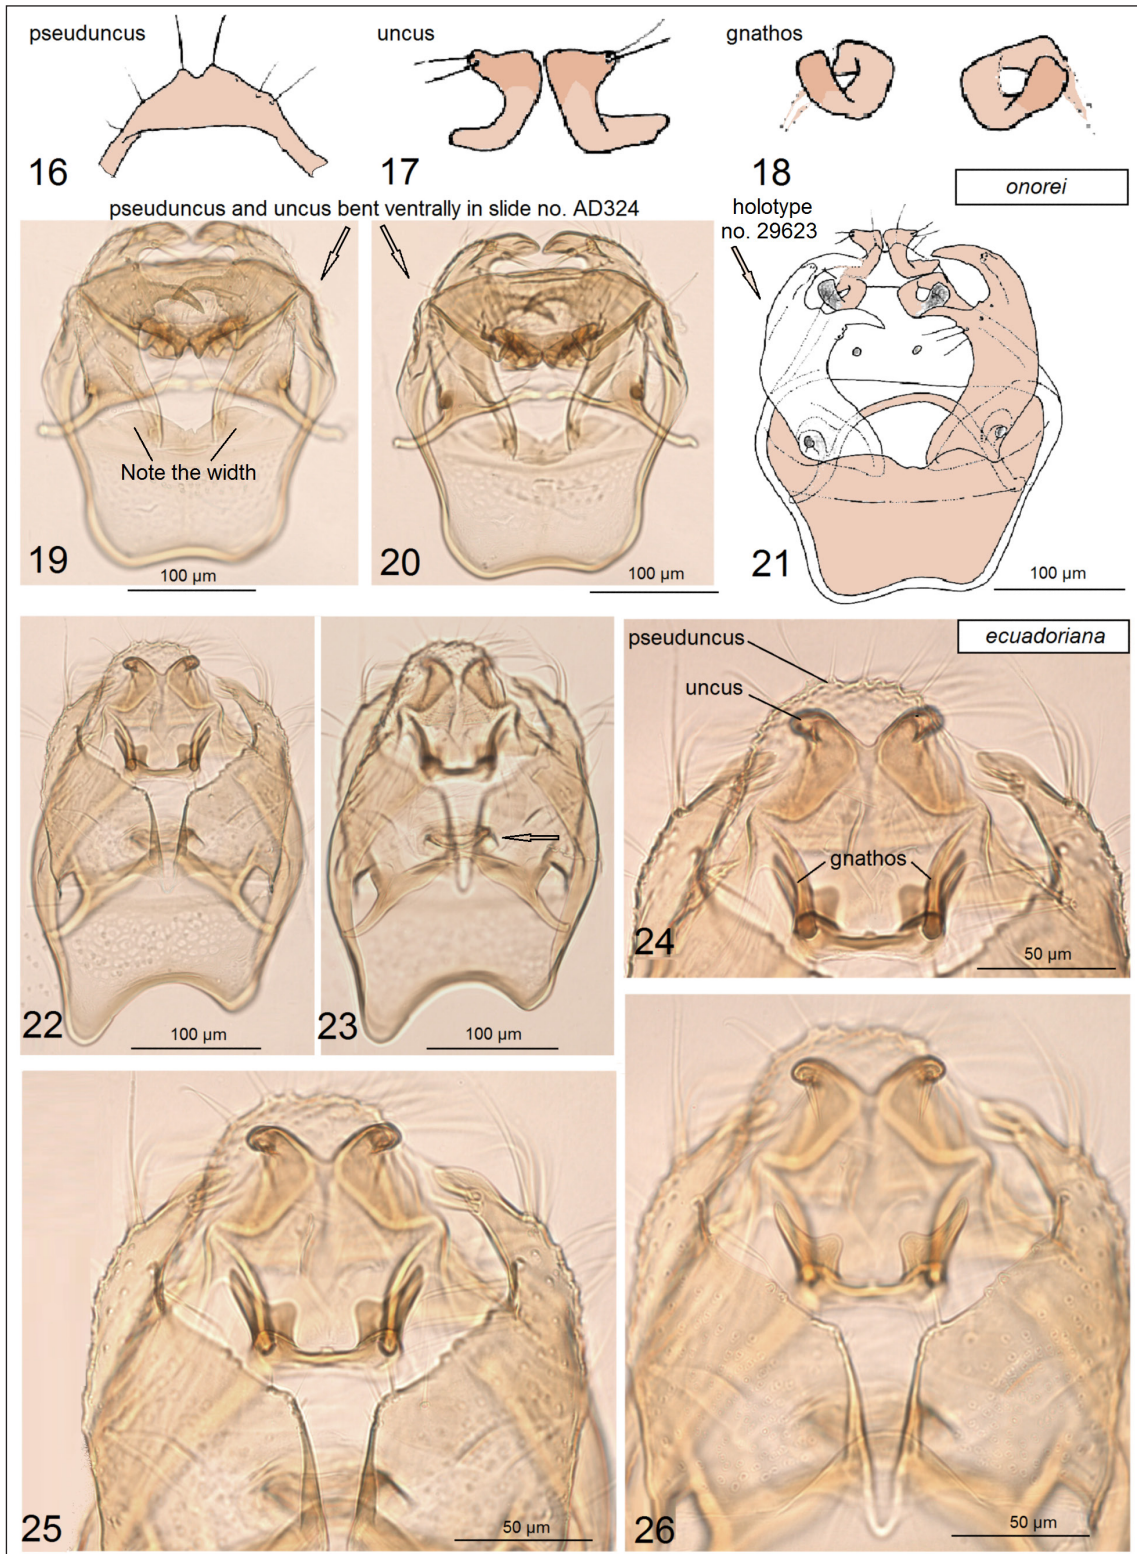 pseuduncus
uncus
gnathos
16
17
18
onorei
pseuduncus and uncus bent ventrally in slide no. AD324
holotype
no. 29623
Note the width
19
100 µm
20
100 µm
21
100 µm
ecuadoriana
pseuduncus
uncus
gnathos
22
100 µm
23
100 µm
24
50 µm
25
50 µm
26
50 µm